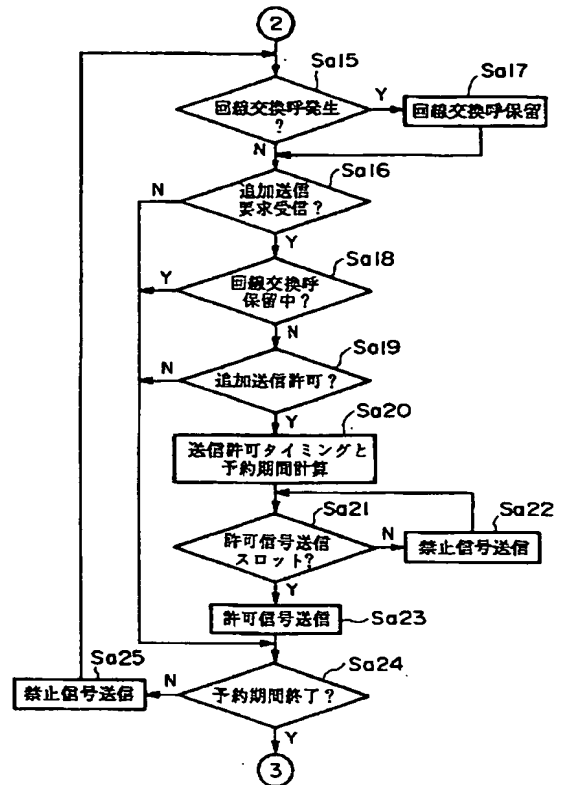 2
Sa15
回線交換呼発生
?
Y
Sa17
回線交換呼保留
N
Sa16
追加送信
要求受信?
N
Y
Sa18
回線交換呼
保留中?
Y
N
Sa19
追加送信許可?
N
Y
Sa20
送信許可タイミングと
予約期間計算
Sa21
許可信号送信
スロット?
N
Sa22
禁止信号送信
Y
許可信号送信
Sa23
Sa24
予約期間終了?
N
Sa25
禁止信号送信
Y
3